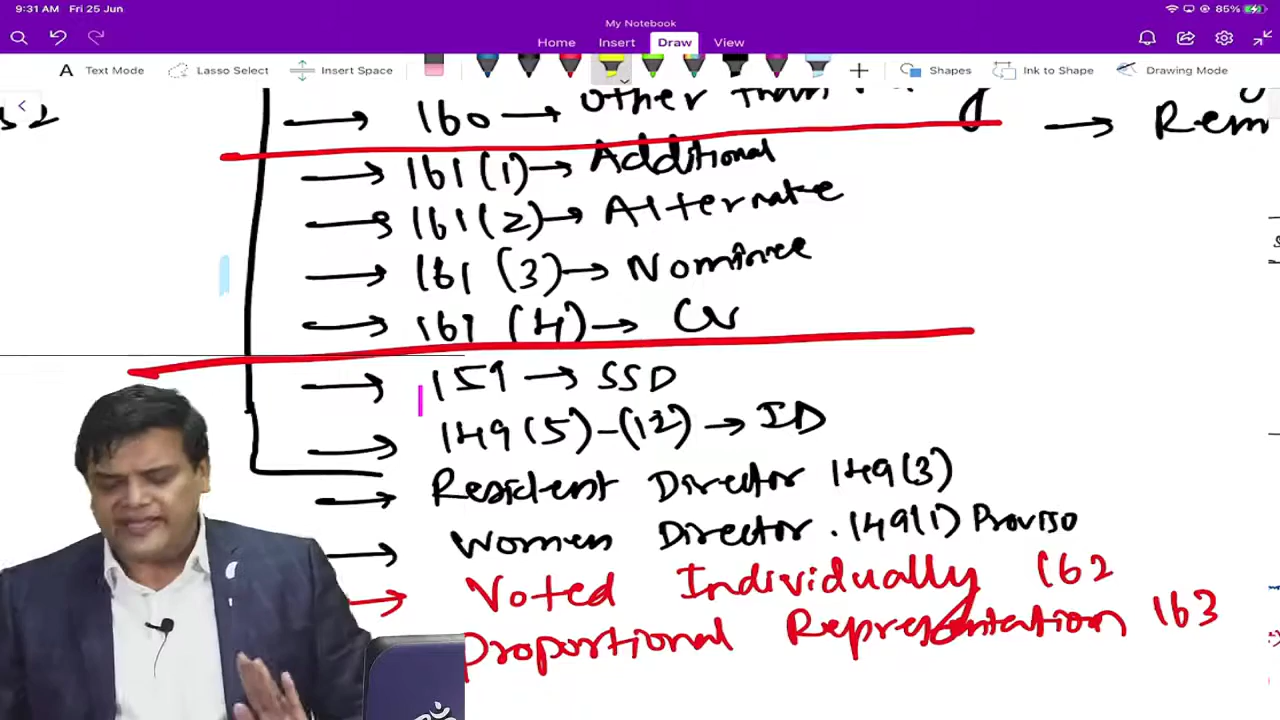 9:31 AM Fri 25 Jun
85%
My Notebook
Home Insert Draw View
Text Mode Lasso Select Insert Space Shapes Ink to Shape Drawing Mode
160 → Other than
→ Rem
161(1) → Additional
161(2) → Alternate
161 (3) → Nominee
161 (4) → CV
159 → SSD
149(5)-(12) → ID
Resident Director 149(3)
Women Director . 149(1) Proviso
Voted Individually 162
Proportional Representation 163